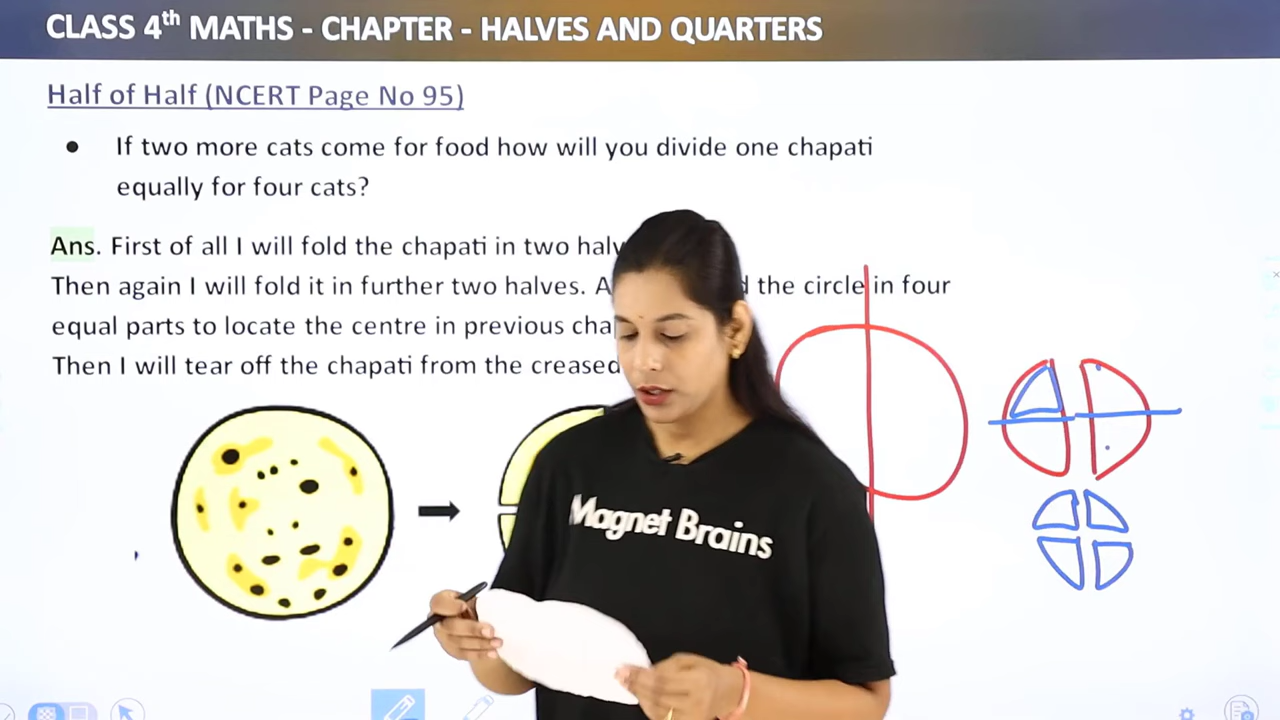 CLASS 4th MATHS - CHAPTER - HALVES AND QUARTERS
Half of Half (NCERT Page No 95)
• If two more cats come for food how will you divide one chapati
equally for four cats?
Ans. First of all I will fold the chapati in two
Then again I will fold it in further two halves. the circle in four
equal parts to locate the centre in previous
Then I will tear off the chapati from the creased
Magnet Brains